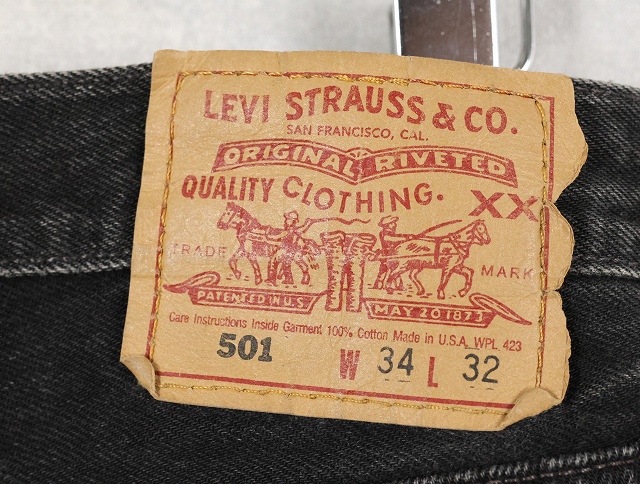 LEVI STRAUSS & CO.
SAN FRANCISCO, CAL.
ORIGINAL RIVETED
QUALITY CLOTHING.
XX
TRADE MARK
PATENTED IN U.S. MAY 20 1873
Care Instructions Inside Garment 100% Cotton Made in U.S.A. WPL 423
501 W 34 L 32